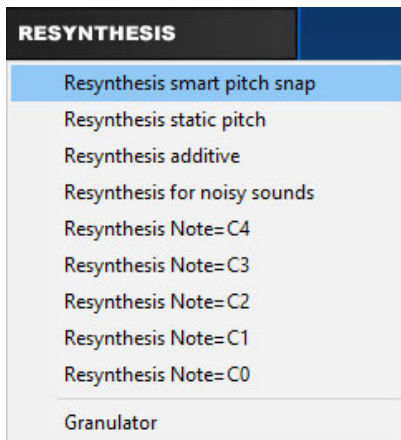 RESYNTHESIS
Resynthesis smart pitch snap
Resynthesis static pitch
Resynthesis additive
Resynthesis for noisy sounds
Resynthesis Note=C4
Resynthesis Note=C3
Resynthesis Note=C2
Resynthesis Note=C1
Resynthesis Note=C0
Granulator